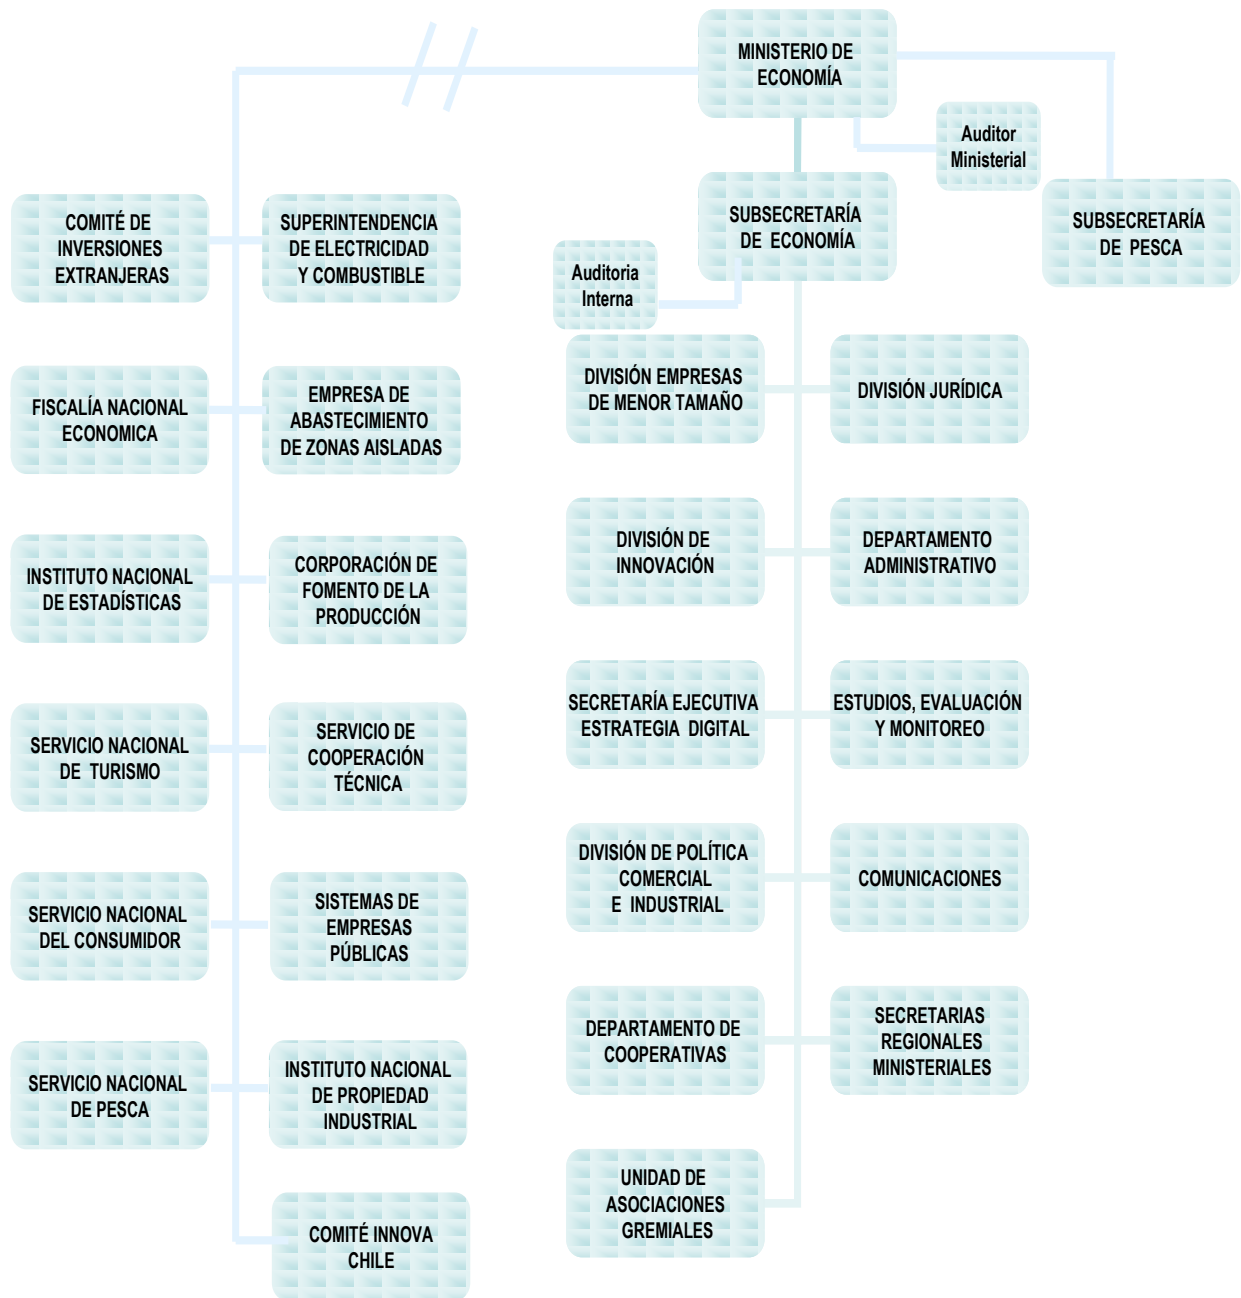 MINISTERIO DE
ECONOMÍA
Auditor
Ministerial
SUBSECRETARÍA
DE ECONOMÍA
SUBSECRETARÍA
DE PESCA
Auditoria
Interna
COMITÉ DE
INVERSIONES
EXTRANJERAS
SUPERINTENDENCIA
DE ELECTRICIDAD
Y COMBUSTIBLE
FISCALÍA NACIONAL
ECONOMICA
EMPRESA DE
ABASTECIMIENTO
DE ZONAS AISLADAS
INSTITUTO NACIONAL
DE ESTADÍSTICAS
CORPORACIÓN DE
FOMENTO DE LA
PRODUCCIÓN
SERVICIO NACIONAL
DE TURISMO
SERVICIO DE
COOPERACIÓN
TÉCNICA
SERVICIO NACIONAL
DEL CONSUMIDOR
SISTEMAS DE
EMPRESAS
PÚBLICAS
SERVICIO NACIONAL
DE PESCA
INSTITUTO NACIONAL
DE PROPIEDAD
INDUSTRIAL
COMITÉ INNOVA
CHILE
DIVISIÓN EMPRESAS
DE MENOR TAMAÑO
DIVISIÓN JURÍDICA
DIVISIÓN DE
INNOVACIÓN
DEPARTAMENTO
ADMINISTRATIVO
SECRETARÍA EJECUTIVA
ESTRATEGIA DIGITAL
ESTUDIOS, EVALUACIÓN
Y MONITOREO
DIVISIÓN DE POLÍTICA
COMERCIAL
E INDUSTRIAL
COMUNICACIONES
DEPARTAMENTO DE
COOPERATIVAS
SECRETARIAS
REGIONALES
MINISTERIALES
UNIDAD DE
ASOCIACIONES
GREMIALES